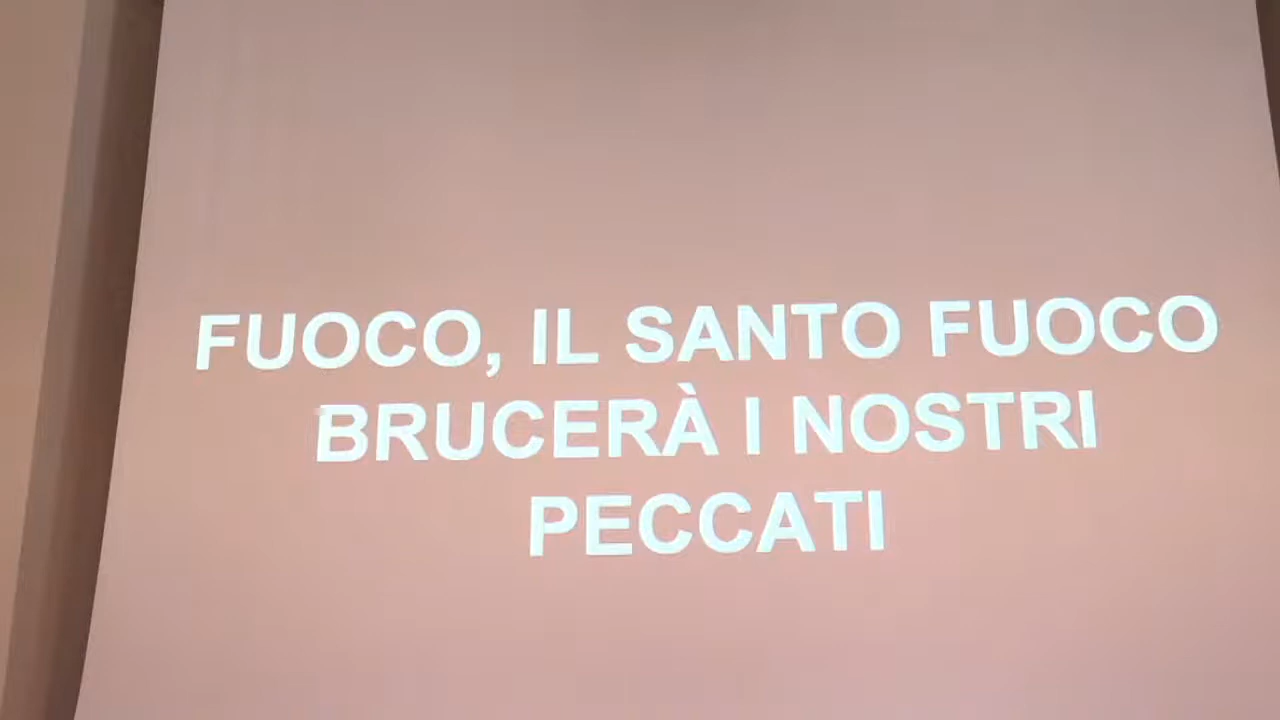 FUOCO, IL SANTO FUOCO
BRUCERÀ I NOSTRI
PECCATI